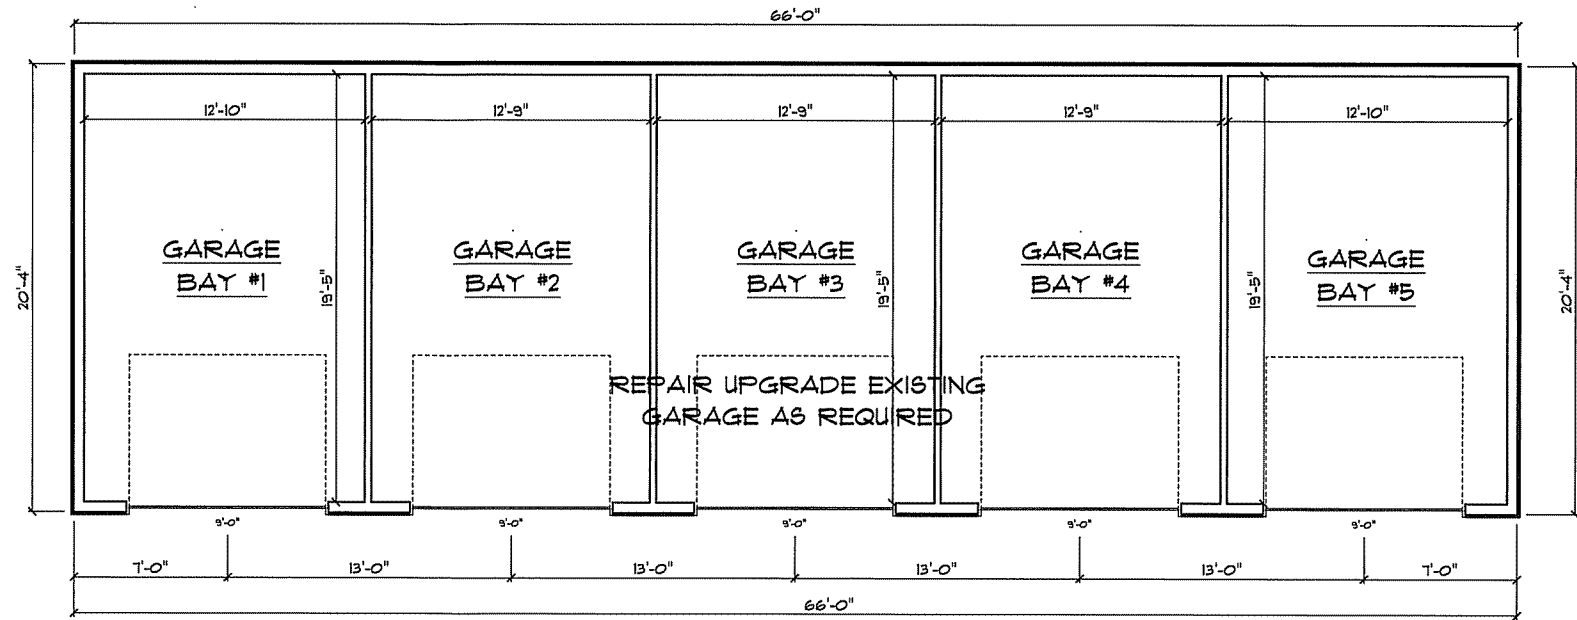 66'-0"
12'-10" 12'-9" 12'-9" 12'-9" 12'-10"
GARAGE
BAY #1
GARAGE
BAY #2
GARAGE
BAY #3
GARAGE
BAY #4
GARAGE
BAY #5
20'-4" 19'-5" 19'-5" 19'-5" 20'-4"
REPAIR UPGRADE EXISTING
GARAGE AS REQUIRED
9'-0" 9'-0" 9'-0" 9'-0" 9'-0"
7'-0" 13'-0" 13'-0" 13'-0" 13'-0" 7'-0"
66'-0"